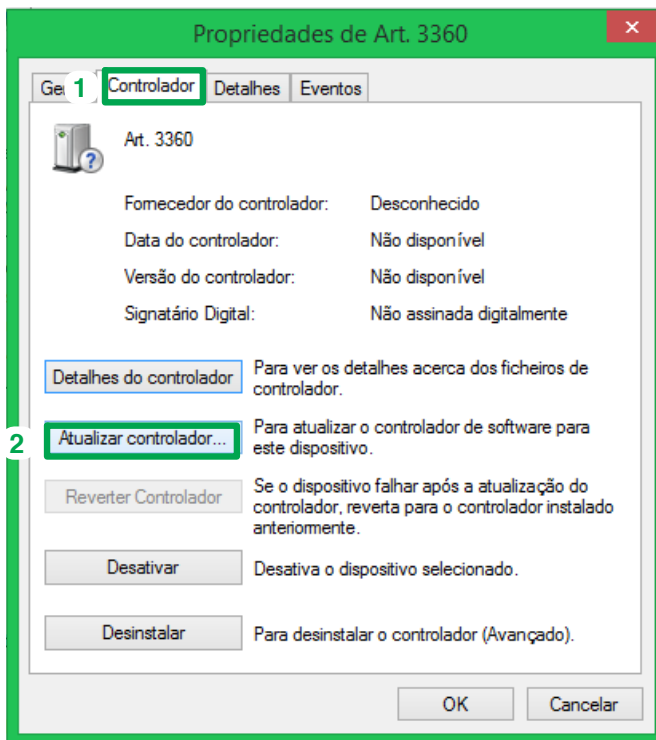 Propriedades de Art. 3360
1 Controlador Detalhes Eventos
Art. 3360
Fornecedor do controlador: Desconhecido
Data do controlador: Não disponível
Versão do controlador: Não disponível
Signatário Digital: Não assinada digitalmente
Detalhes do controlador
Para ver os detalhes acerca dos ficheiros de
controlador.
2 Atualizar controlador...
Para atualizar o controlador de software para
este dispositivo.
Reverter Controlador
Se o dispositivo falhar após a atualização do
controlador, reverta para o controlador instalado
anteriormente.
Desativar
Desativa o dispositivo selecionado.
Desinstalar
Para desinstalar o controlador (Avançado).
OK Cancelar